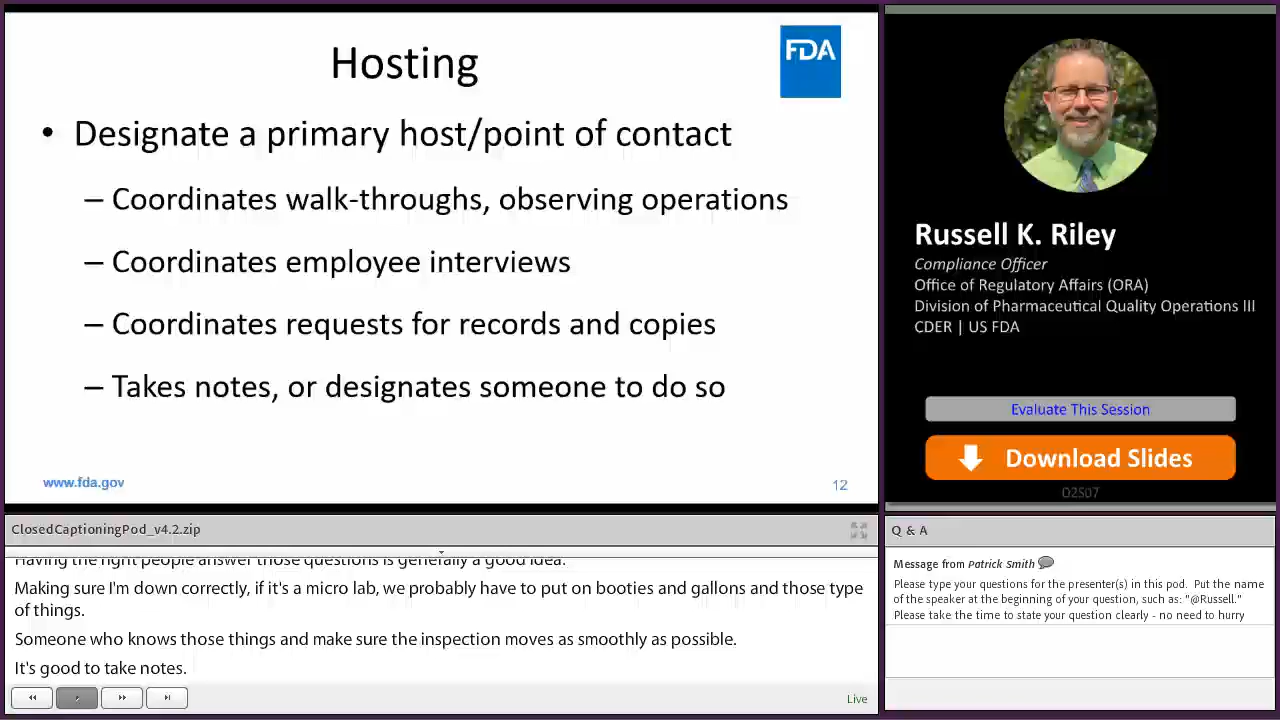 Hosting
FDA
• Designate a primary host/point of contact
– Coordinates walk-throughs, observing operations
– Coordinates employee interviews
– Coordinates requests for records and copies
– Takes notes, or designates someone to do so
www.fda.gov
12
Russell K. Riley
Compliance Officer
Office of Regulatory Affairs (ORA)
Division of Pharmaceutical Quality Operations III
CDER | US FDA
Evaluate This Session
Download Slides
O2S07
ClosedCaptioningPod_v4.2.zip
Having the right people answer those questions is generally a good idea.
Making sure I'm down correctly, if it's a micro lab, we probably have to put on booties and gallons and those type
of things.
Someone who knows those things and make sure the inspection moves as smoothly as possible.
It's good to take notes.
Live
Q & A
Message from Patrick Smith
Please type your questions for the presenter(s) in this pod. Put the name
of the speaker at the beginning of your question, such as: "@Russell."
Please take the time to state your question clearly - no need to hurry